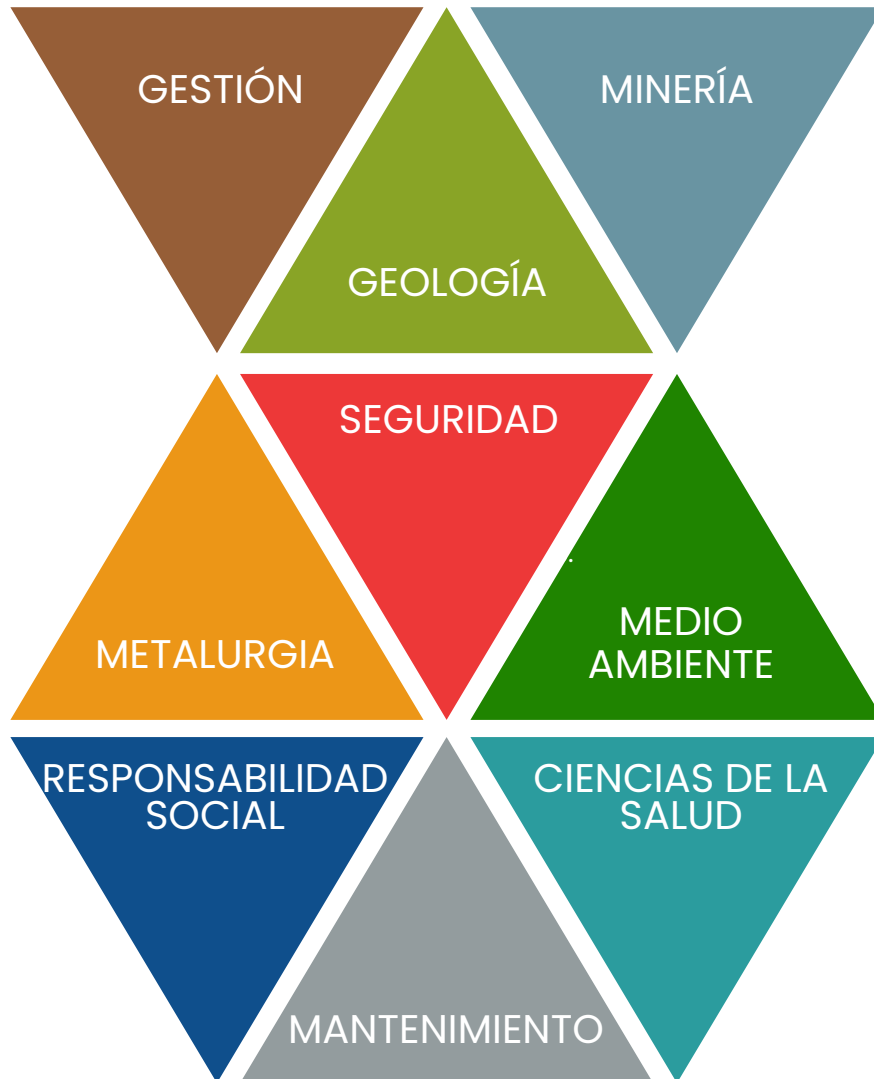 GESTIÓN
MINERÍA
GEOLOGÍA
SEGURIDAD
METALURGIA
MEDIO
AMBIENTE
RESPONSABILIDAD
SOCIAL
CIENCIAS DE LA
SALUD
MANTENIMIENTO